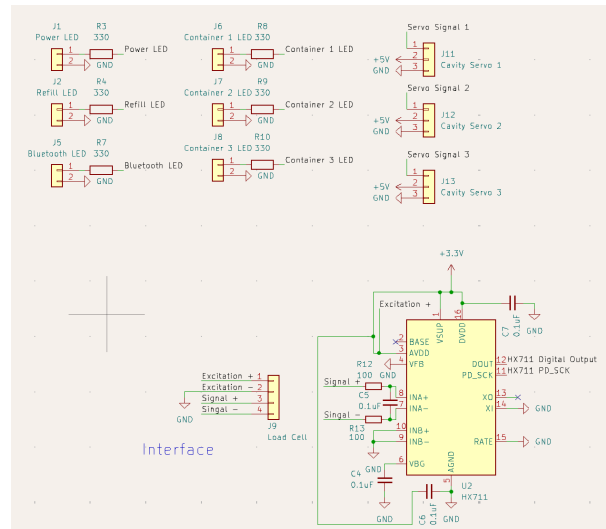 J1
Power LED
R3
330
Power LED
1
2
GND
J2
Refill LED
R4
330
Refill LED
1
2
GND
J5
Bluetooth LED
R7
330
Bluetooth LED
1
2
GND
J6
Container 1 LED
R8
330
Container 1 LED
1
2
GND
J7
Container 2 LED
R9
330
Container 2 LED
1
2
GND
J8
Container 3 LED
R10
330
Container 3 LED
1
2
GND
Servo Signal 1
+5V
GND
1
2
3
J11
Cavity Servo 1
Servo Signal 2
+5V
GND
1
2
3
J12
Cavity Servo 2
Servo Signal 3
+5V
GND
1
2
3
J13
Cavity Servo 3
+3.3V
Excitation +
C7
0.1uF
GND
1
VSUP
16
DVDD
2
BASE
3
AVDD
4
VFB
GND
12
DOUT
HX711 Digital Output
11
PD_SCK
HX711 PD_SCK
R12
100
Signal +
C5
0.1uF
Singal -
R13
100
8
INA+
7
INA-
10
INB+
9
INB-
GND
13
XO
14
XI
GND
15
RATE
GND
6
VBG
C4
0.1uF
GND
5
AGND
C6
0.1uF
GND
U2
HX711
Excitation +
1
Excitation -
2
Signal +
3
Singal -
4
GND
J9
Load Cell
Interface